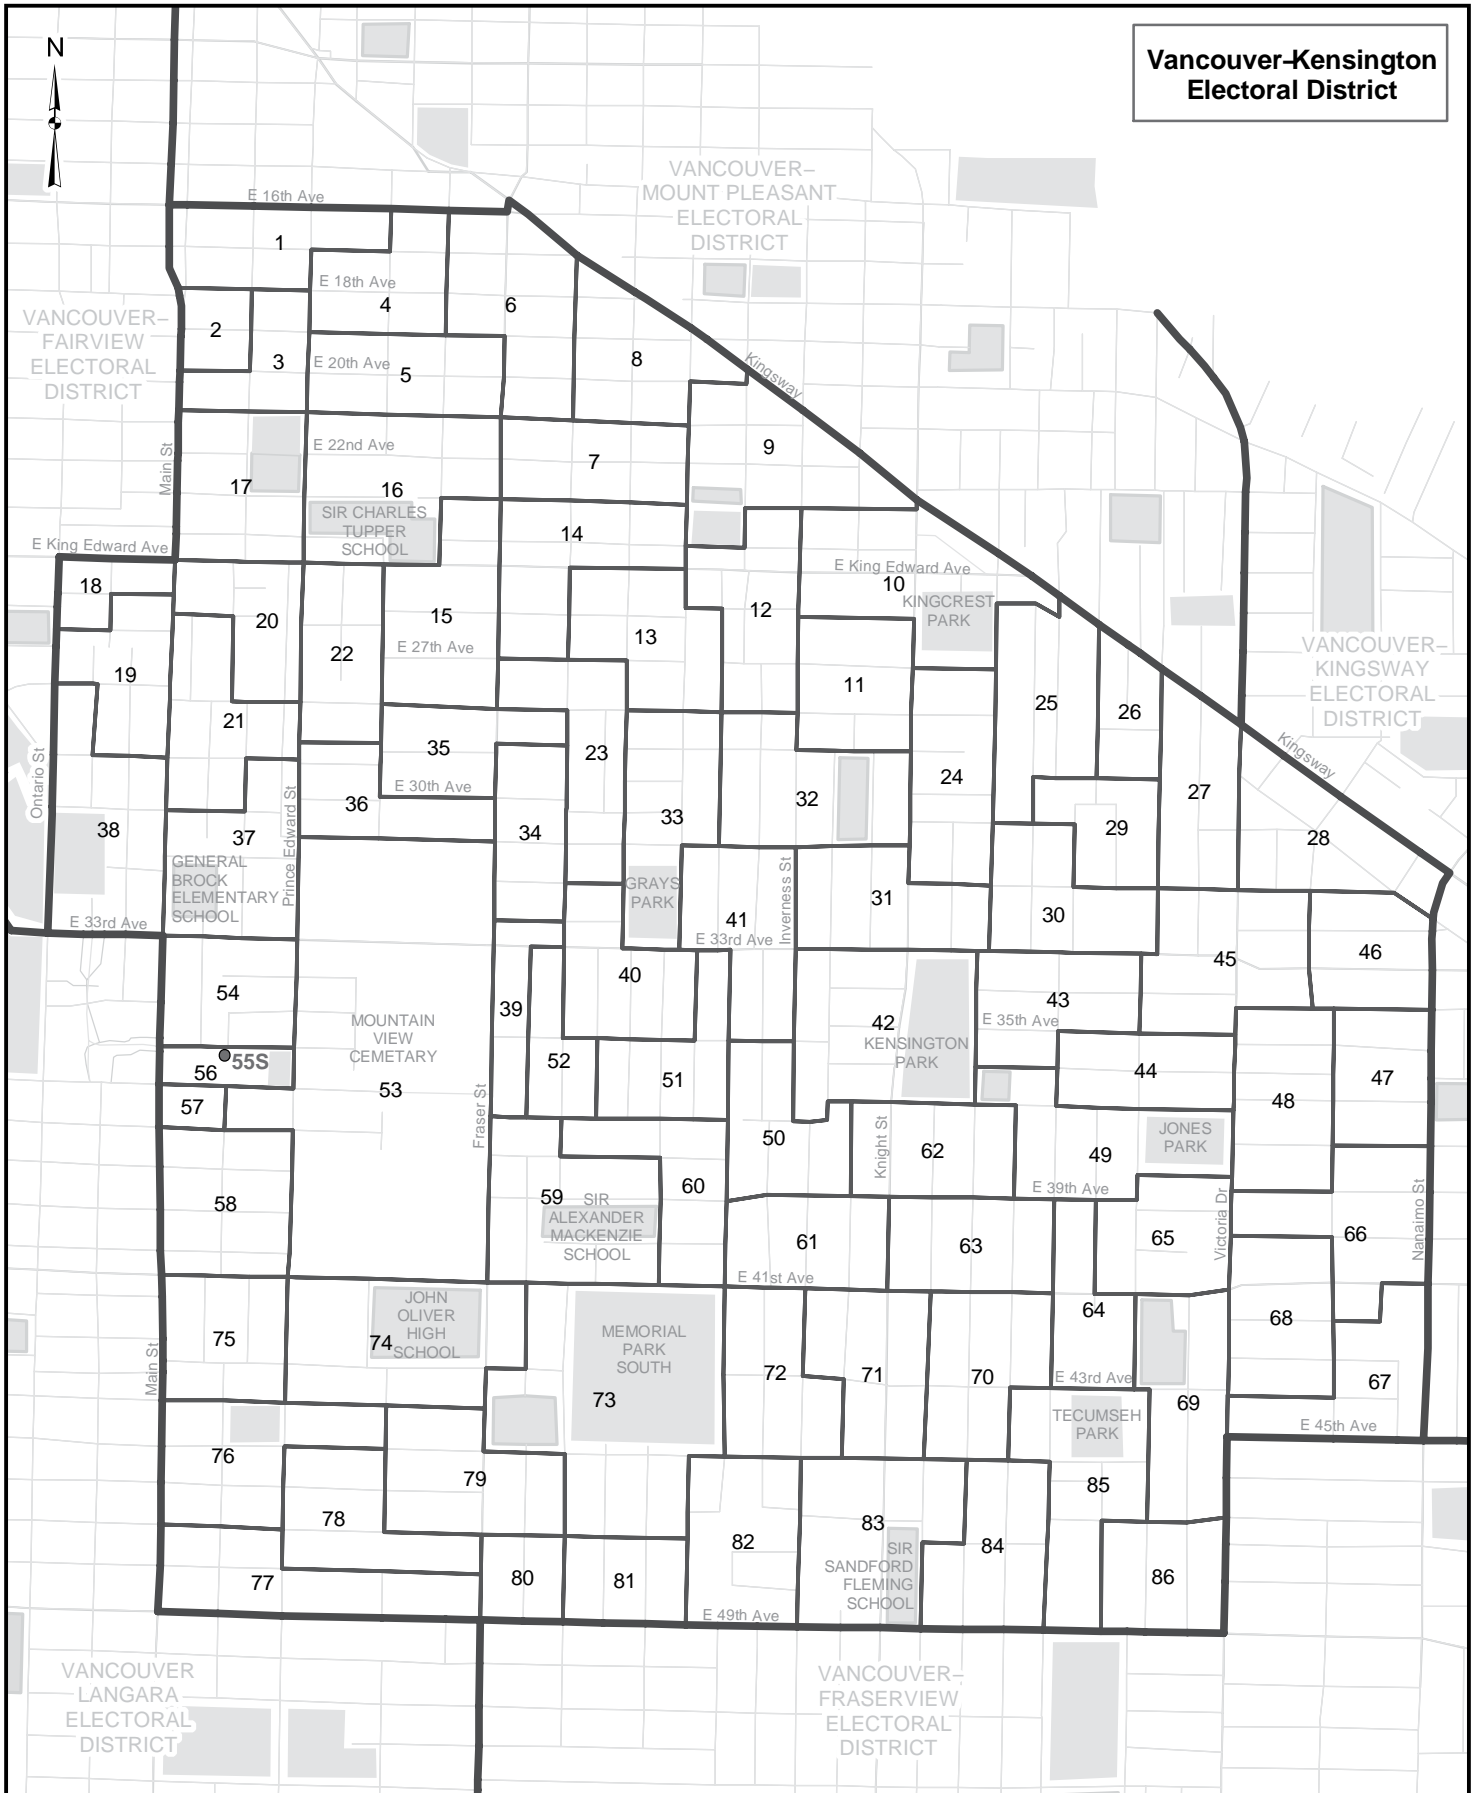 N
Vancouver–Kensington
Electoral District
VANCOUVER–
MOUNT PLEASANT
ELECTORAL
DISTRICT
E 16th Ave
1
E 18th Ave
4
6
VANCOUVER–
FAIRVIEW
ELECTORAL
DISTRICT
2
3
E 20th Ave
5
8
Kingsway
Main St
E 22nd Ave
7
9
17
16
SIR CHARLES
TUPPER
SCHOOL
14
E King Edward Ave
E King Edward Ave
10
KINGCREST
PARK
18
20
15
12
13
E 27th Ave
22
19
11
VANCOUVER–
KINGSWAY
ELECTORAL
DISTRICT
21
25
26
Kingsway
Ontario St
35
23
24
E 30th Ave
36
32
27
Prince Edward St
38
37
34
33
29
28
GENERAL
BROCK
ELEMENTARY
SCHOOL
GRAYS
PARK
Inverness St
31
30
E 33rd Ave
41
E 33rd Ave
45
46
54
40
39
43
E 35th Ave
MOUNTAIN
VIEW
CEMETARY
42
KENSINGTON
PARK
55S
56
52
51
44
47
53
48
57
Fraser St
50
Knight St
62
JONES
PARK
49
58
59
SIR
ALEXANDER
MACKENZIE
SCHOOL
60
E 39th Ave
Victoria Dr
Nanaimo St
61
63
65
66
E 41st Ave
JOHN
OLIVER
HIGH
SCHOOL
74
64
68
75
MEMORIAL
PARK
SOUTH
73
Main St
72
71
70
E 43rd Ave
67
69
TECUMSEH
PARK
E 45th Ave
76
79
85
78
83
82
84
SIR
SANDFORD
FLEMING
SCHOOL
77
80
81
86
E 49th Ave
VANCOUVER
LANGARA
ELECTORAL
DISTRICT
VANCOUVER–
FRASERVIEW
ELECTORAL
DISTRICT